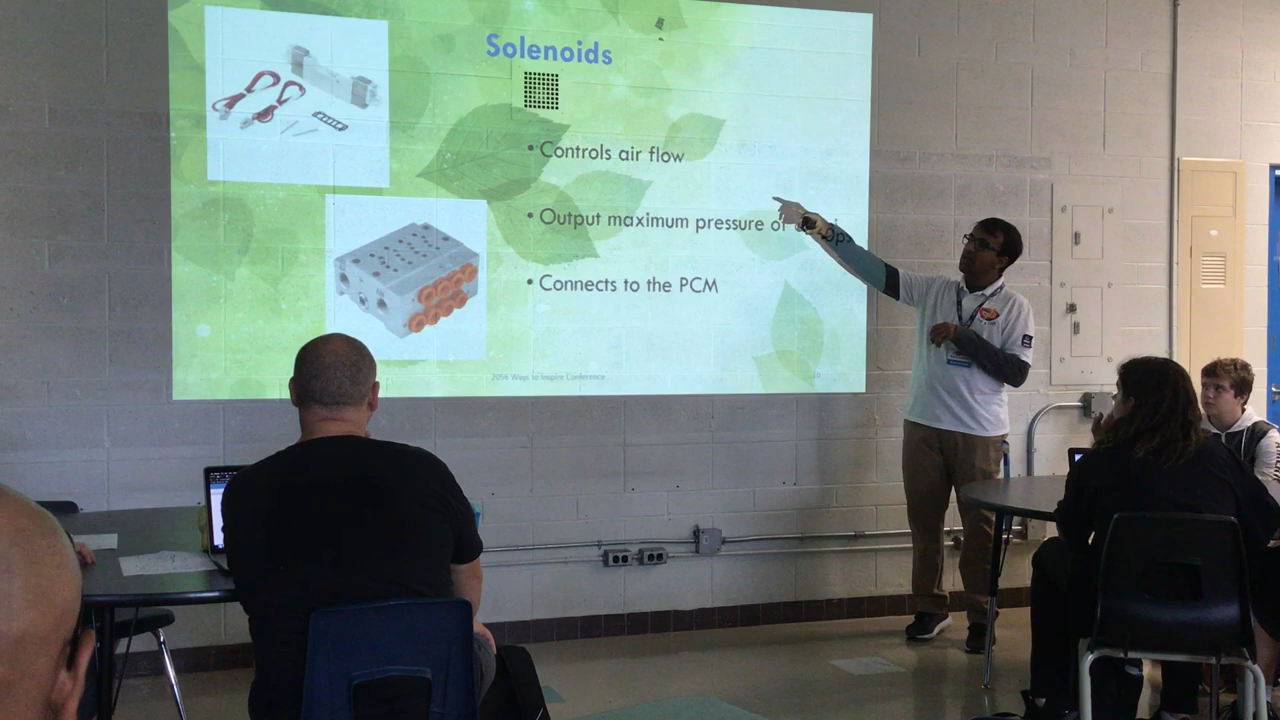 Solenoids
• Controls air flow
• Output maximum pressure of
• Connects to the PCM
2056 Ways to Inspire Conference